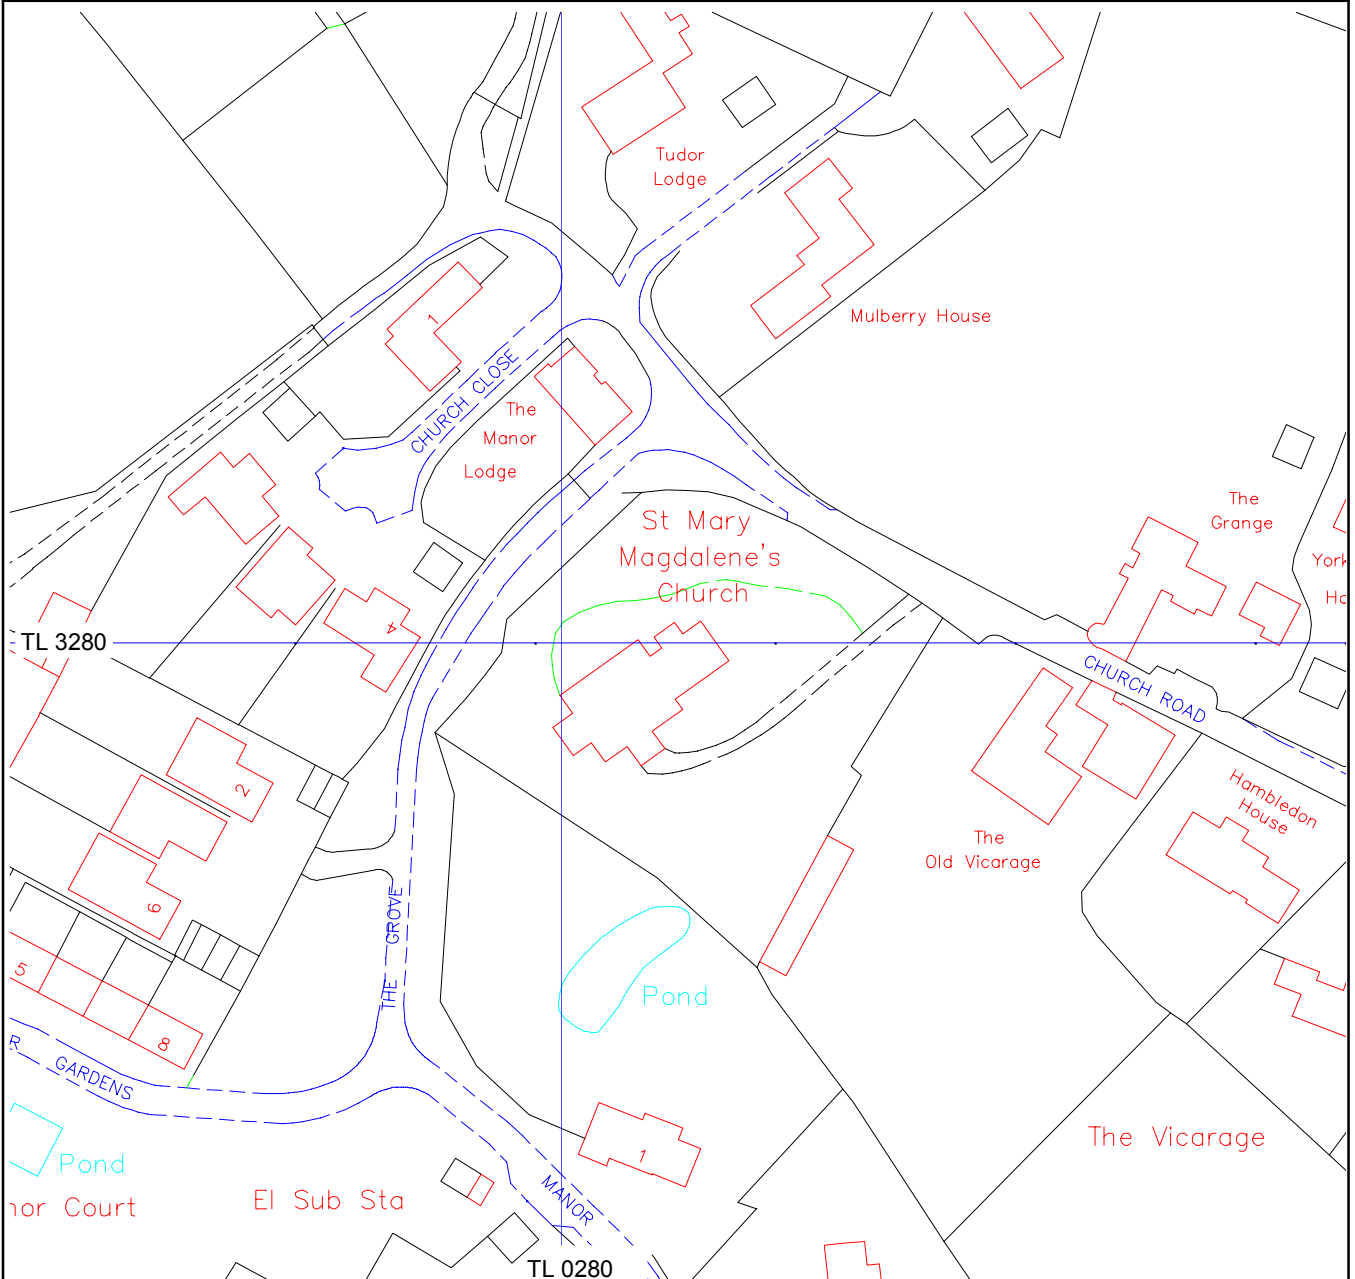 Tudor
Lodge
Mulberry House
1
CHURCH CLOSE
The
Manor
Lodge
The
Grange
St Mary
Magdalene's
Church
4
TL 3280
CHURCH ROAD
2
Hambledon
House
The
Old Vicarage
6
THE GROVE
5
8
Pond
GARDENS
1
The Vicarage
Pond
El Sub Sta
Court
MANOR
TL 0280